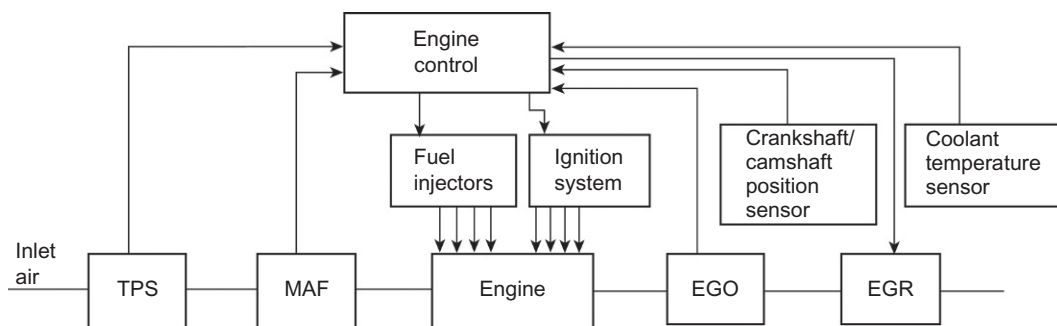 Engine
control
Fuel
injectors
Ignition
system
Crankshaft/
camshaft
position
sensor
Coolant
temperature
sensor
Inlet
air
TPS
MAF
Engine
EGO
EGR